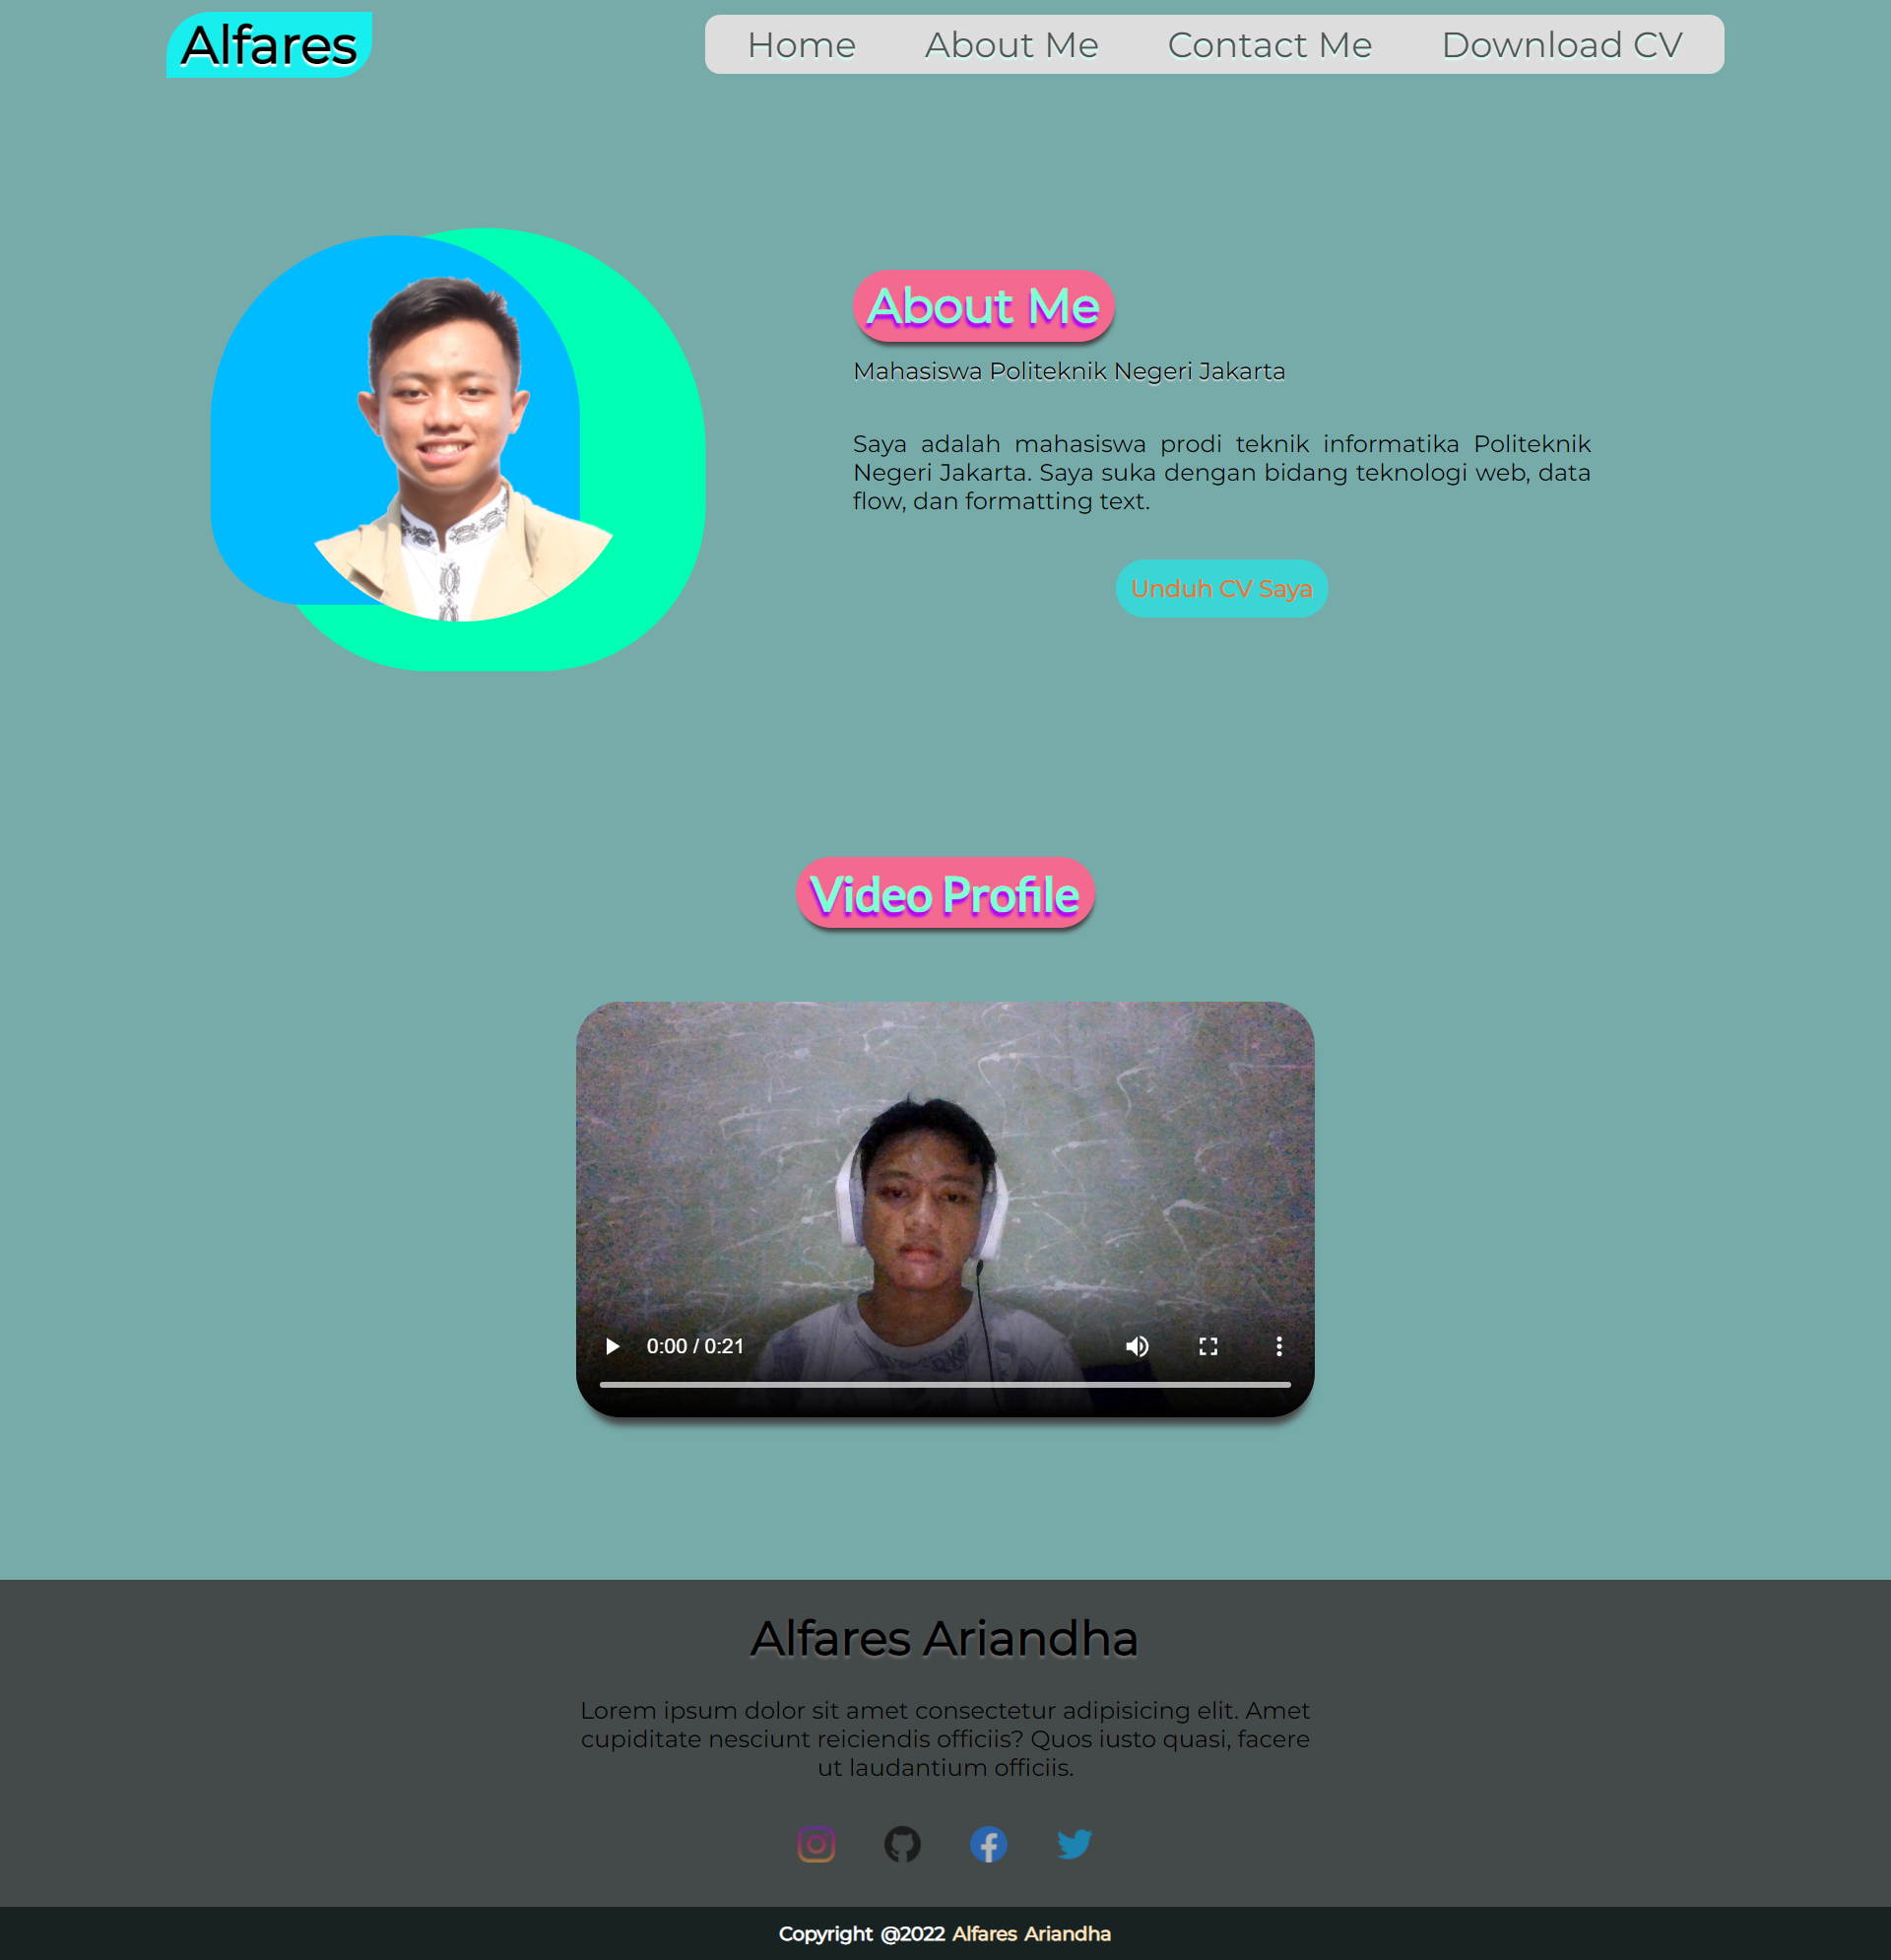 Alfares
Home About Me Contact Me Download CV
About Me
Mahasiswa Politeknik Negeri Jakarta
Saya adalah mahasiswa prodi teknik informatika Politeknik
Negeri Jakarta. Saya suka dengan bidang teknologi web, data
flow, dan formatting text.
Unduh CV Saya
Video Profile
0:00 / 0:21
Alfares Ariandha
Lorem ipsum dolor sit amet consectetur adipisicing elit. Amet
cupiditate nesciunt reiciendis officiis? Quos iusto quasi, facere
ut laudantium officiis.
Copyright @2022 Alfares Ariandha